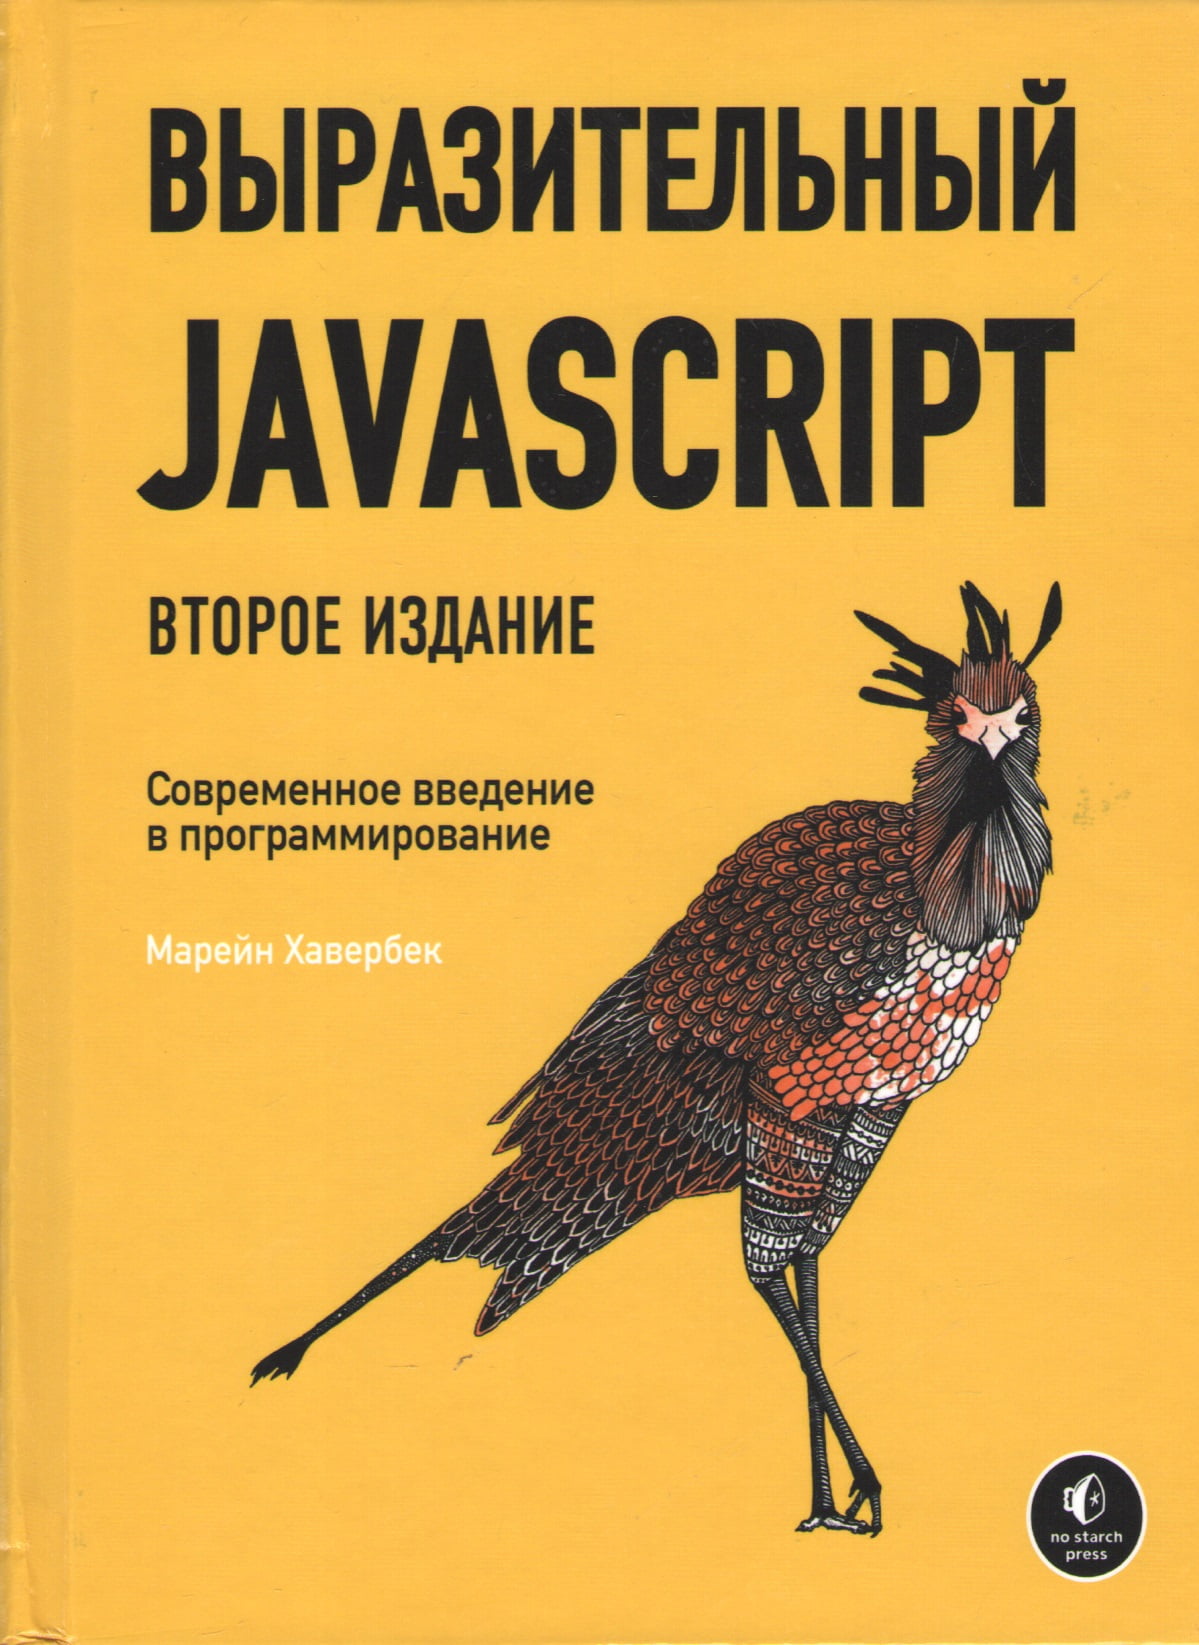 ВЫРАЗИТЕЛЬНЫЙ
JAVASCRIPT
ВТОРОЕ ИЗДАНИЕ
Современное введение
в программирование
Марейн Хавербек
no starch
press